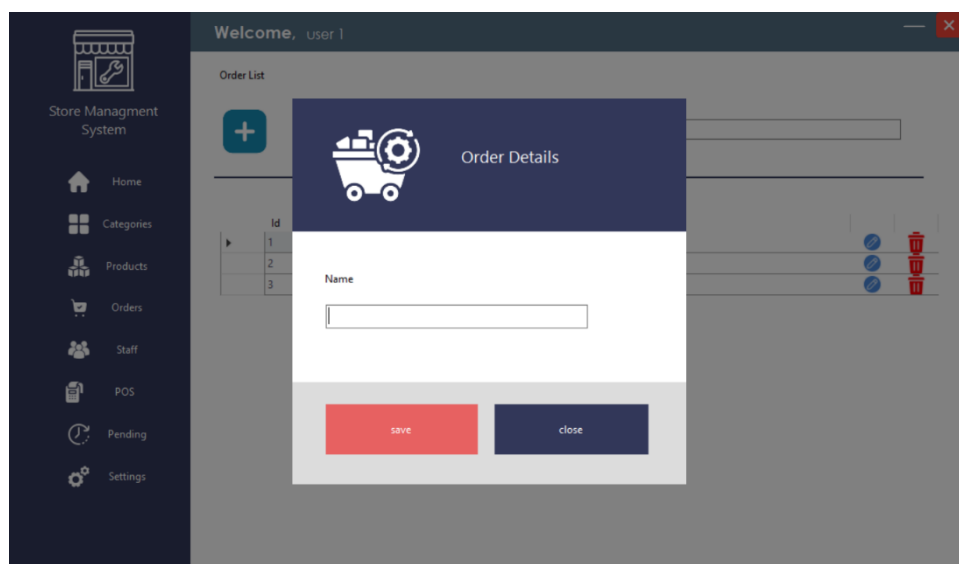 Welcome, user 1
Store Managment
System
Home
Categories
Products
Orders
Staff
POS
Pending
Settings
Order List
Id
1
2
3
Order Details
Name
save
close